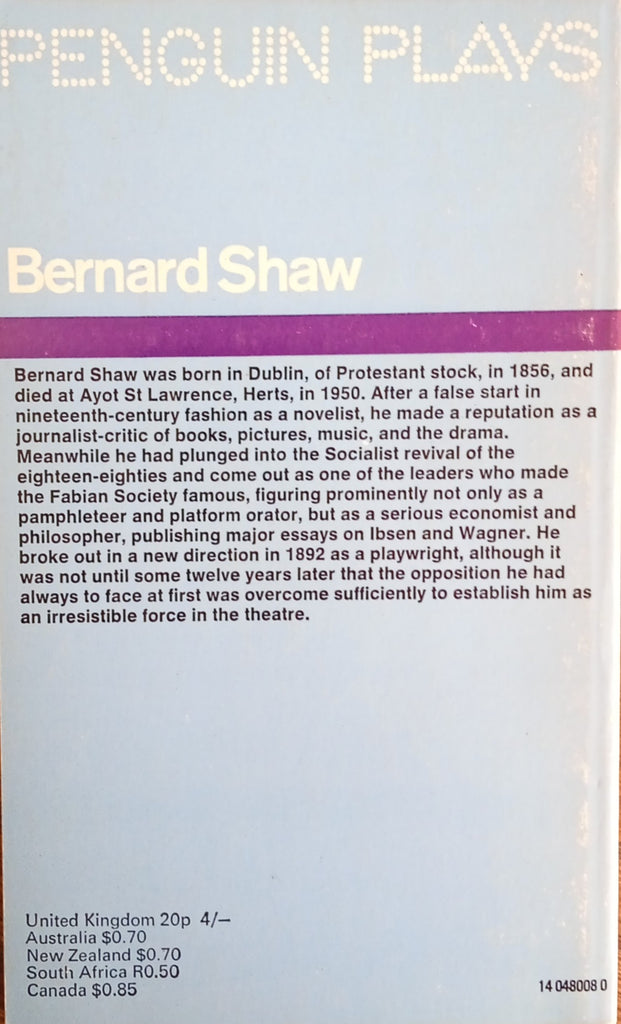 PENGUIN PLAYS
Bernard Shaw
Bernard Shaw was born in Dublin, of Protestant stock, in 1856, and
died at Ayot St Lawrence, Herts, in 1950. After a false start in
nineteenth-century fashion as a novelist, he made a reputation as a
journalist-critic of books, pictures, music, and the drama.
Meanwhile he had plunged into the Socialist revival of the
eighteen-eighties and come out as one of the leaders who made
the Fabian Society famous, figuring prominently not only as a
pamphleteer and platform orator, but as a serious economist and
philosopher, publishing major essays on Ibsen and Wagner. He
broke out in a new direction in 1892 as a playwright, although it
was not until some twelve years later that the opposition he had
always to face at first was overcome sufficiently to establish him as
an irresistible force in the theatre.
United Kingdom 20p 4/–
Australia $0.70
New Zealand $0.70
South Africa R0.50
Canada $0.85
14 048008 0